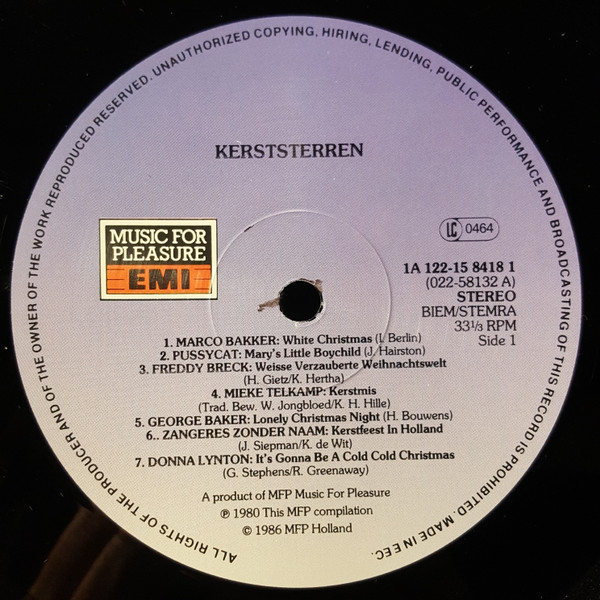 ALL RIGHTS OF THE PRODUCER AND OF THE OWNER OF THE WORK REPRODUCED RESERVED. UNAUTHORIZED COPYING, HIRING, LENDING, PUBLIC PERFORMANCE AND BROADCASTING OF THIS RECORD IS PROHIBITED. MADE IN EEC.
KERSTSTERREN
MUSIC FOR
PLEASURE
EMI
LC 0464
1A 122-15 8418 1
(022-58132 A)
STEREO
BIEM/STEMRA
33⅓ RPM
Side 1
1. MARCO BAKKER: White Christmas (I. Berlin)
2. PUSSYCAT: Mary's Little Boychild (J. Hairston)
3. FREDDY BRECK: Weisse Verzauberte Weihnachtswelt
(H. Gietz/K. Hertha)
4. MIEKE TELKAMP: Kerstmis
(Trad. Bew. W. Jongbloed/K. H. Hille)
5. GEORGE BAKER: Lonely Christmas Night (H. Bouwens)
6.. ZANGERES ZONDER NAAM: Kerstfeest In Holland
(J. Siepman/K. de Wit)
7. DONNA LYNTON: It's Gonna Be A Cold Cold Christmas
(G. Stephens/R. Greenaway)
A product of MFP Music For Pleasure
℗ 1980 This MFP compilation
© 1986 MFP Holland